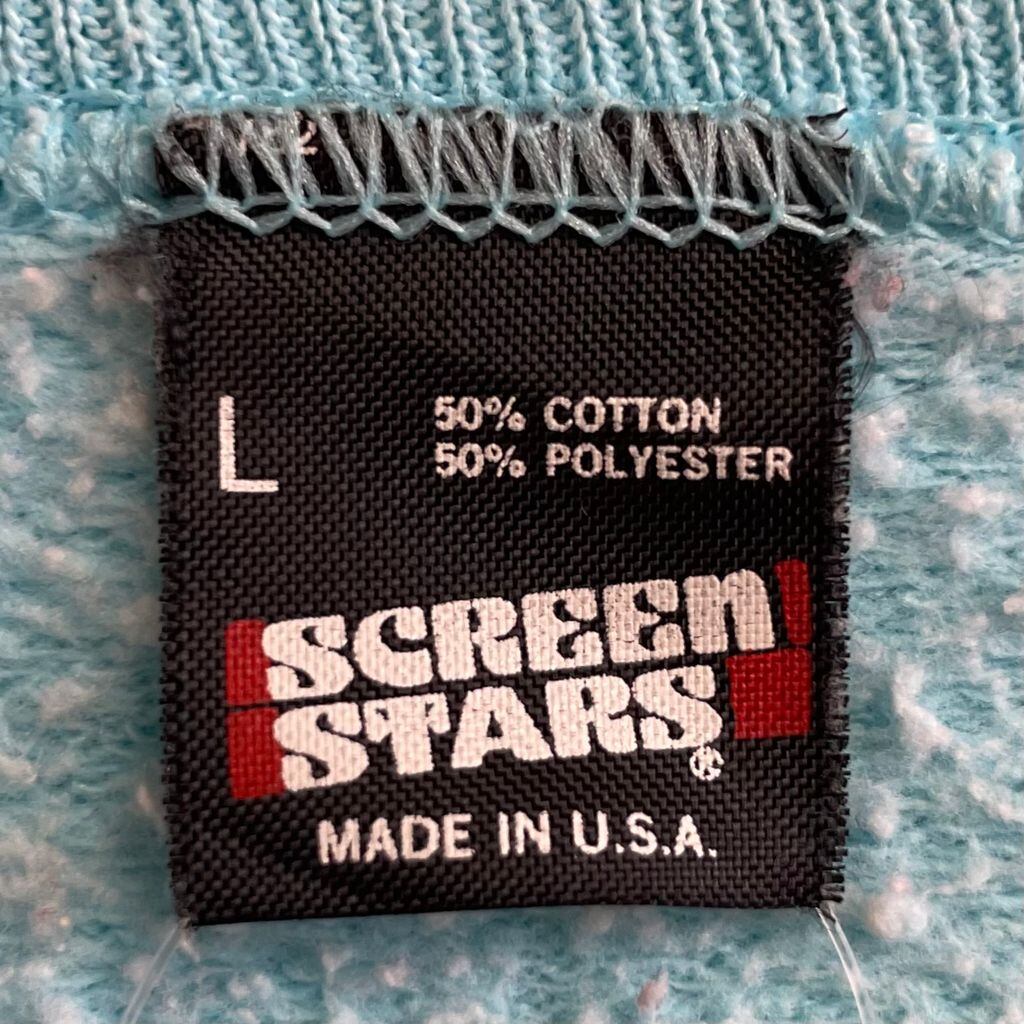 L
50% COTTON
50% POLYESTER
SCREEN
STARS®
MADE IN U.S.A.